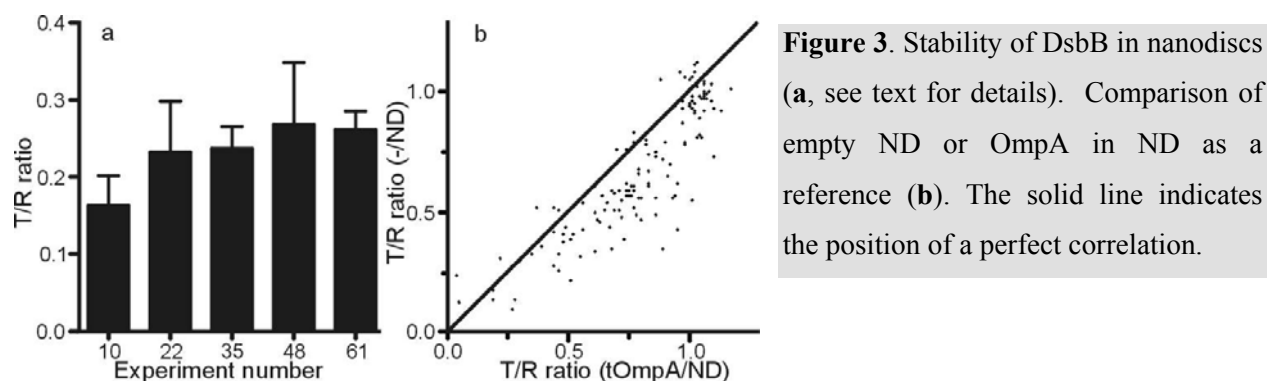 a
T/R ratio
0.4
0.3
0.2
0.1
0.0
10 22 35 48 61
Experiment number
b
T/R ratio (-/ND)
1.0
0.5
0.0
0.0 0.5 1.0
T/R ratio (tOmpA/ND)
Figure 3. Stability of DsbB in nanodiscs
(a, see text for details). Comparison of
empty ND or OmpA in ND as a
reference (b). The solid line indicates
the position of a perfect correlation.